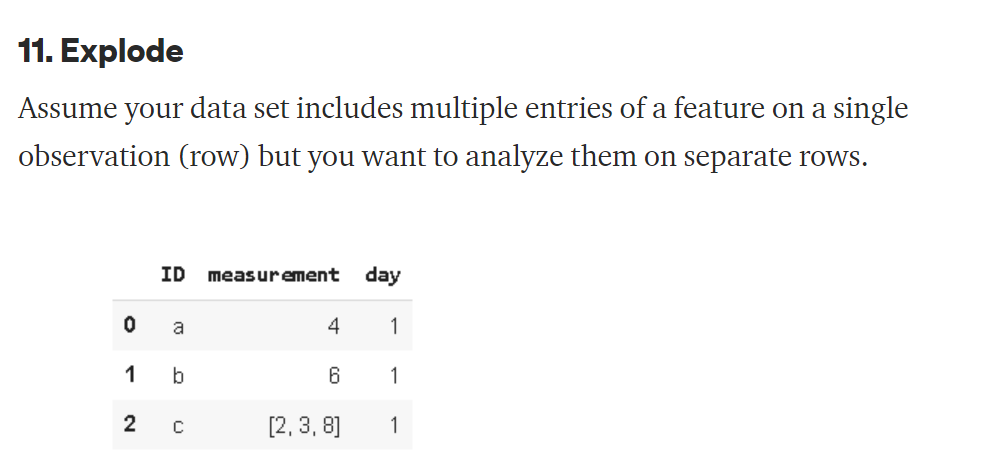 11. Explode
Assume your data set includes multiple entries of a feature on a single
observation (row) but you want to analyze them on separate rows.
ID measurement day
0 a 4 1
1 b 6 1
2 c [2, 3, 8] 1